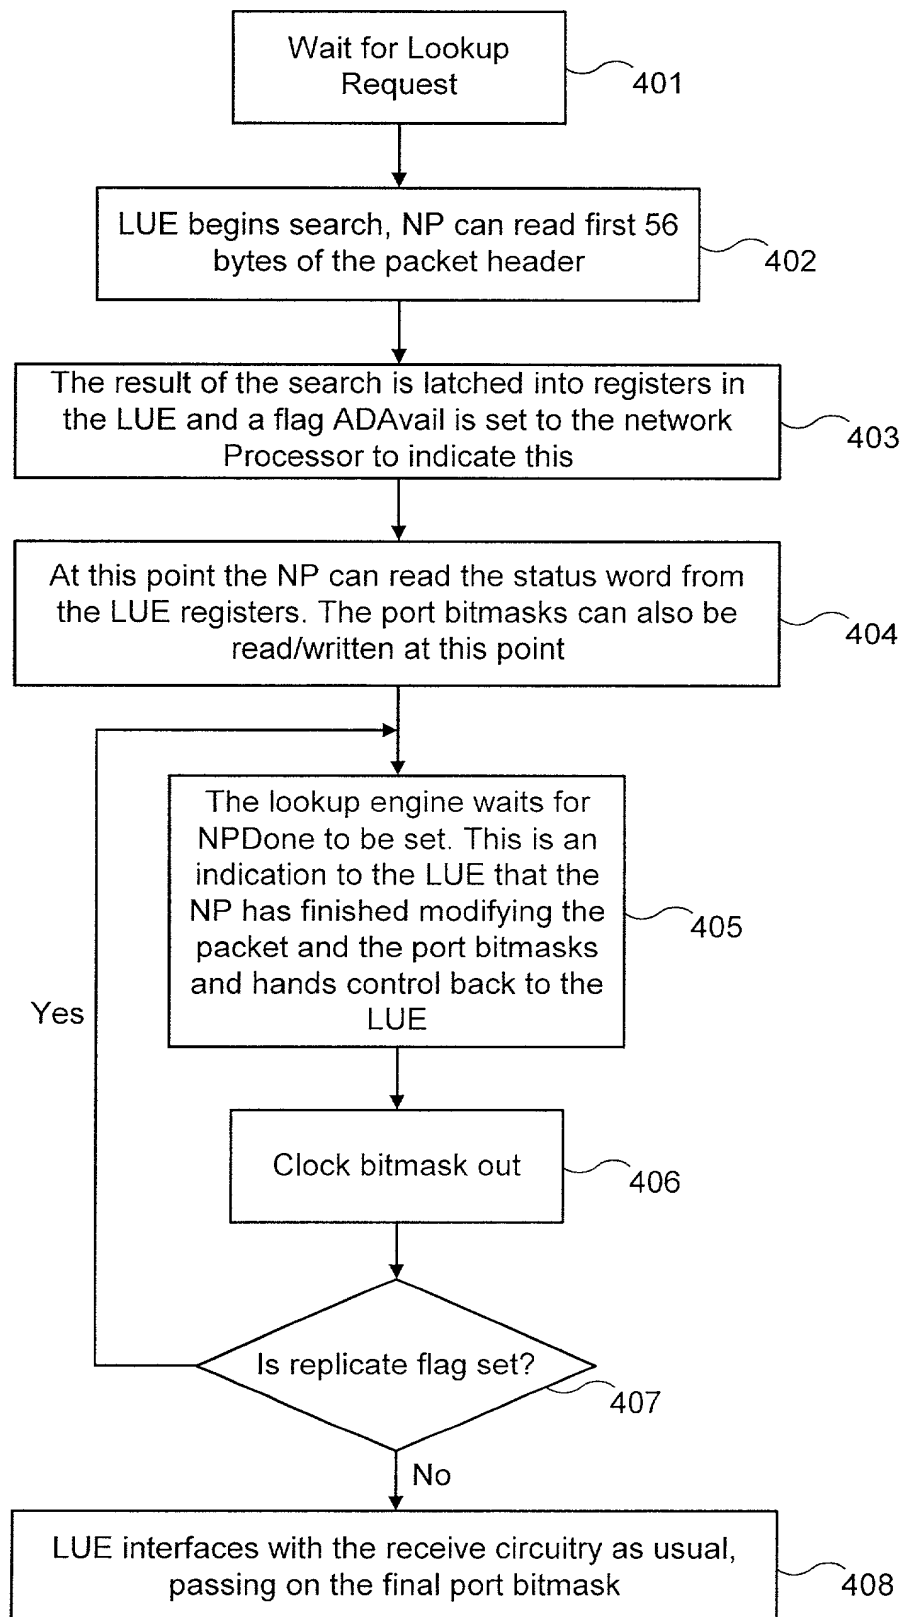 Wait for Lookup
Request
401
LUE begins search, NP can read first 56
bytes of the packet header
402
The result of the search is latched into registers in
the LUE and a flag ADAvail is set to the network
Processor to indicate this
403
At this point the NP can read the status word from
the LUE registers. The port bitmasks can also be
read/written at this point
404
The lookup engine waits for
NPDone to be set. This is an
indication to the LUE that the
NP has finished modifying the
packet and the port bitmasks
and hands control back to the
LUE
405
Yes
Clock bitmask out
406
Is replicate flag set?
407
No
LUE interfaces with the receive circuitry as usual,
passing on the final port bitmask
408